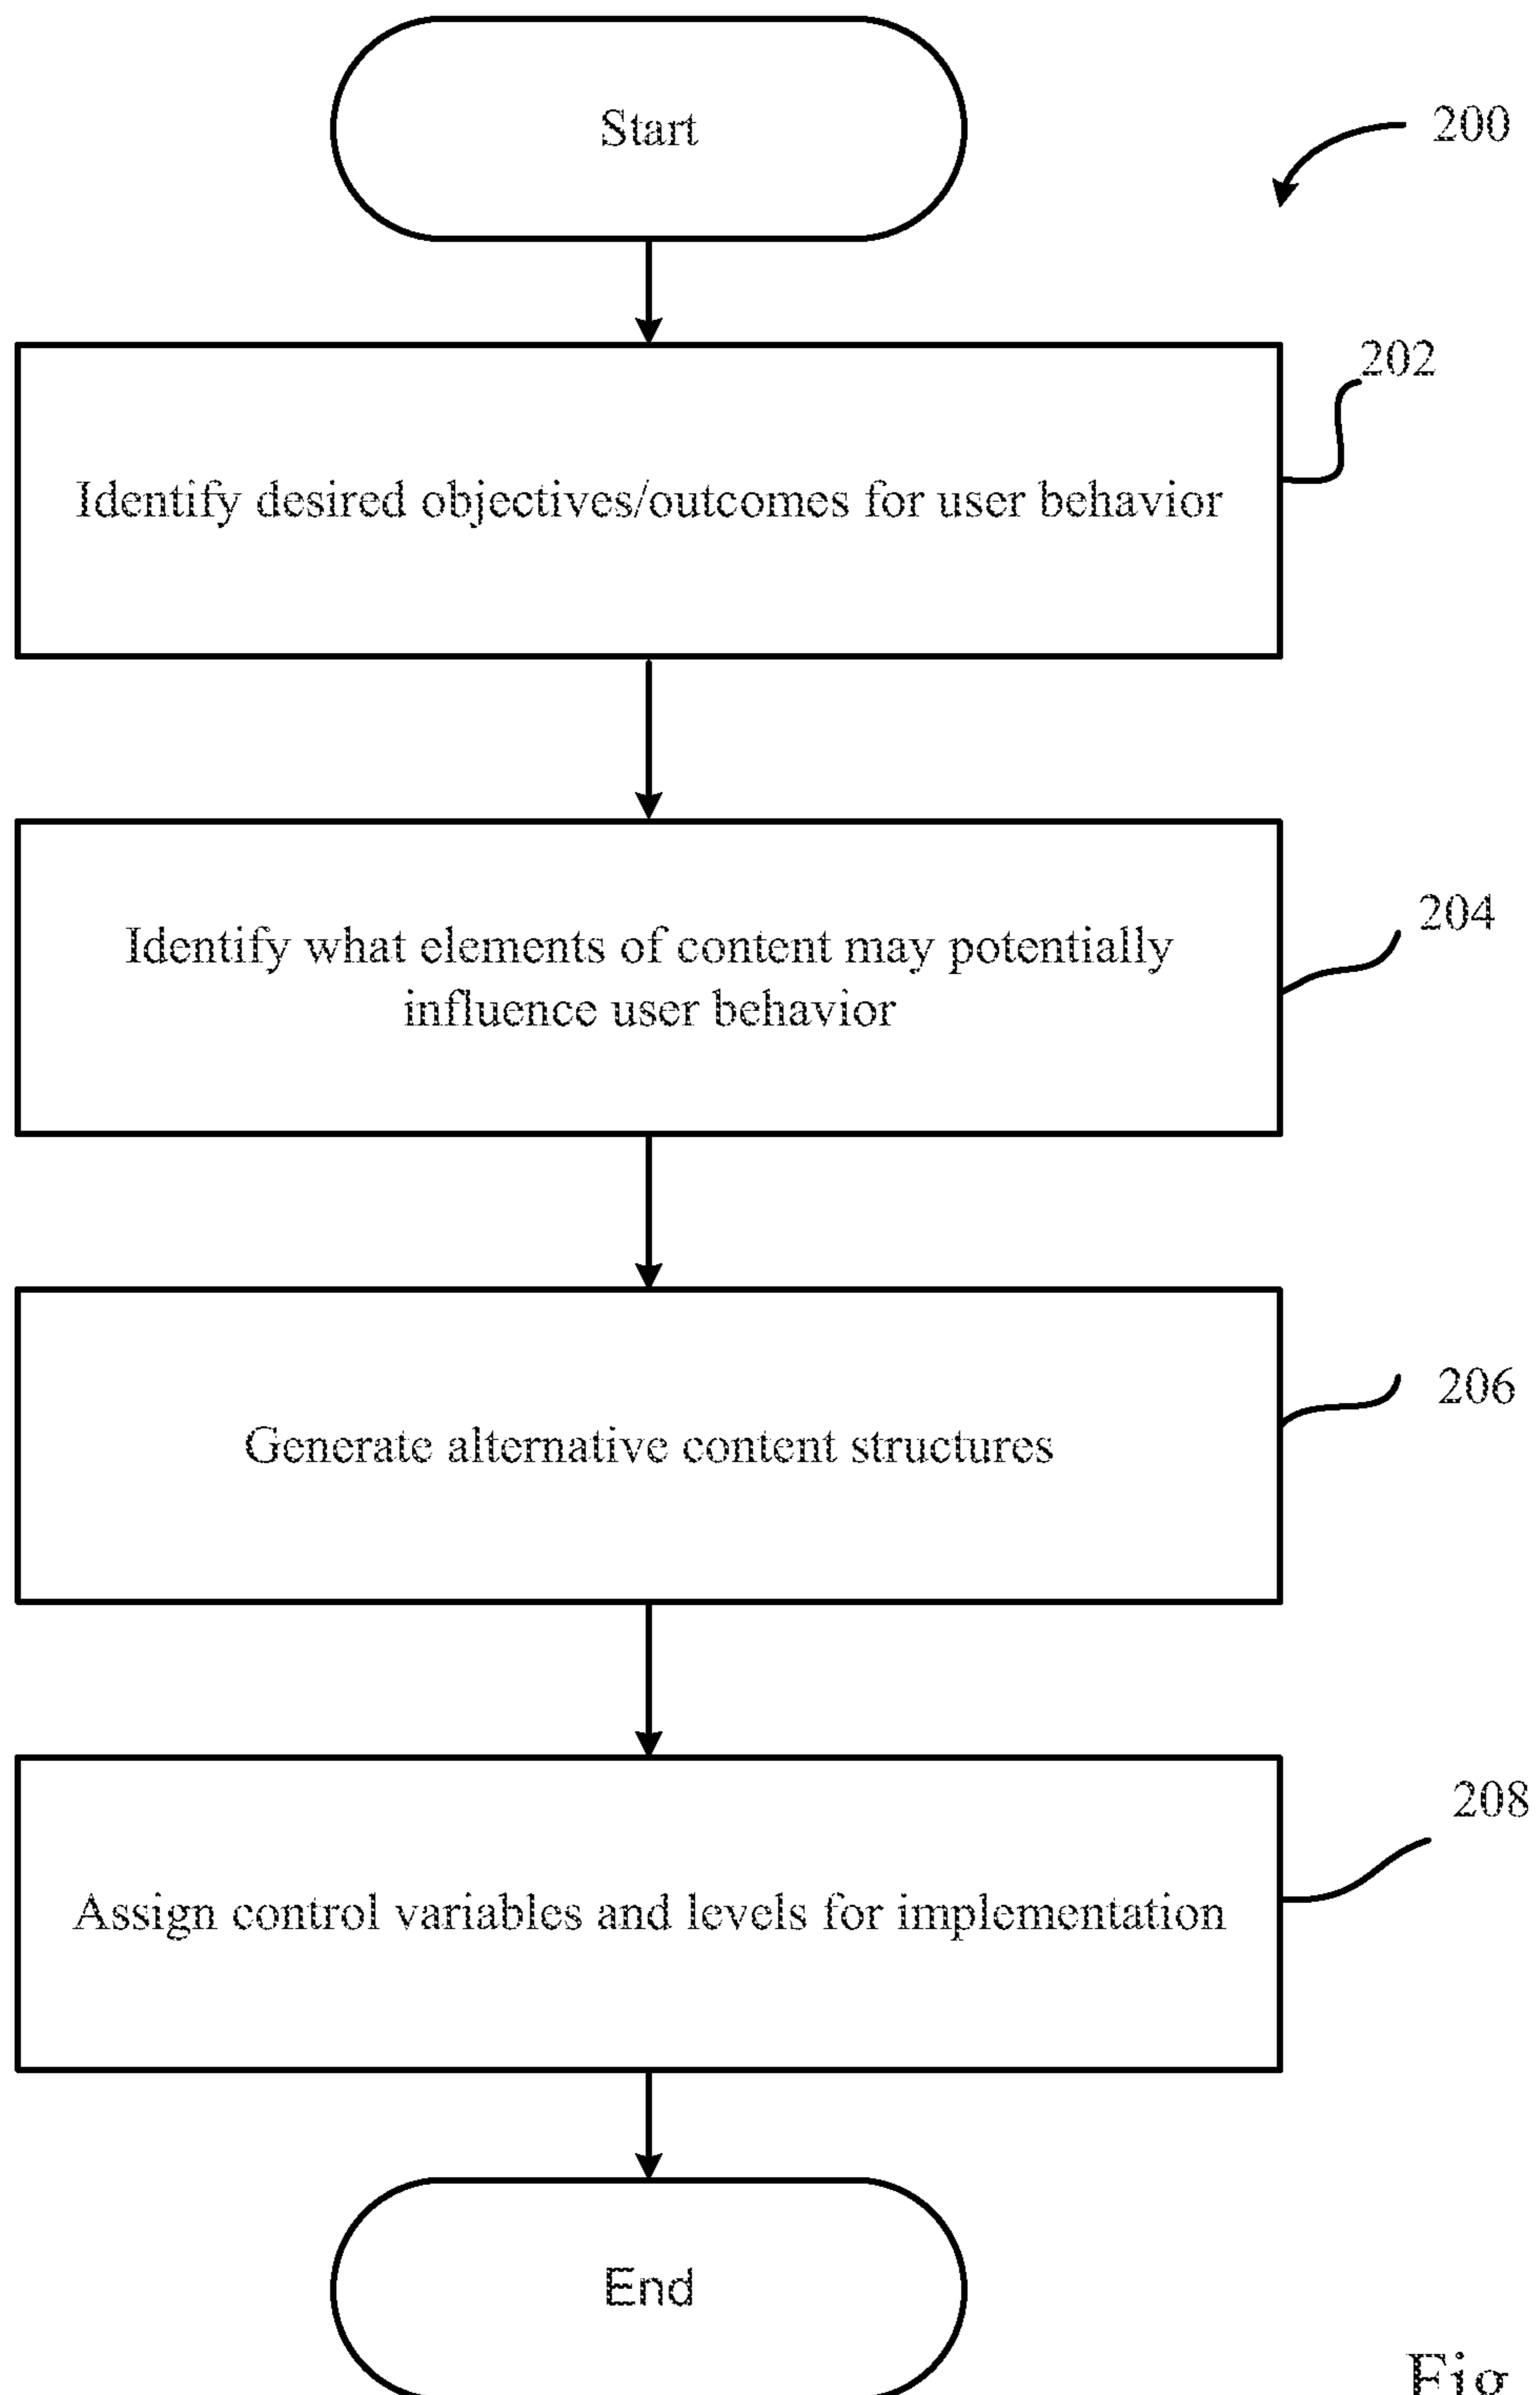 Start
200
202
Identify desired objectives/outcomes for user behavior
204
Identify what elements of content may potentially
influence user behavior
206
Generate alternative content structures
208
Assign control variables and levels for implementation
End
Fig